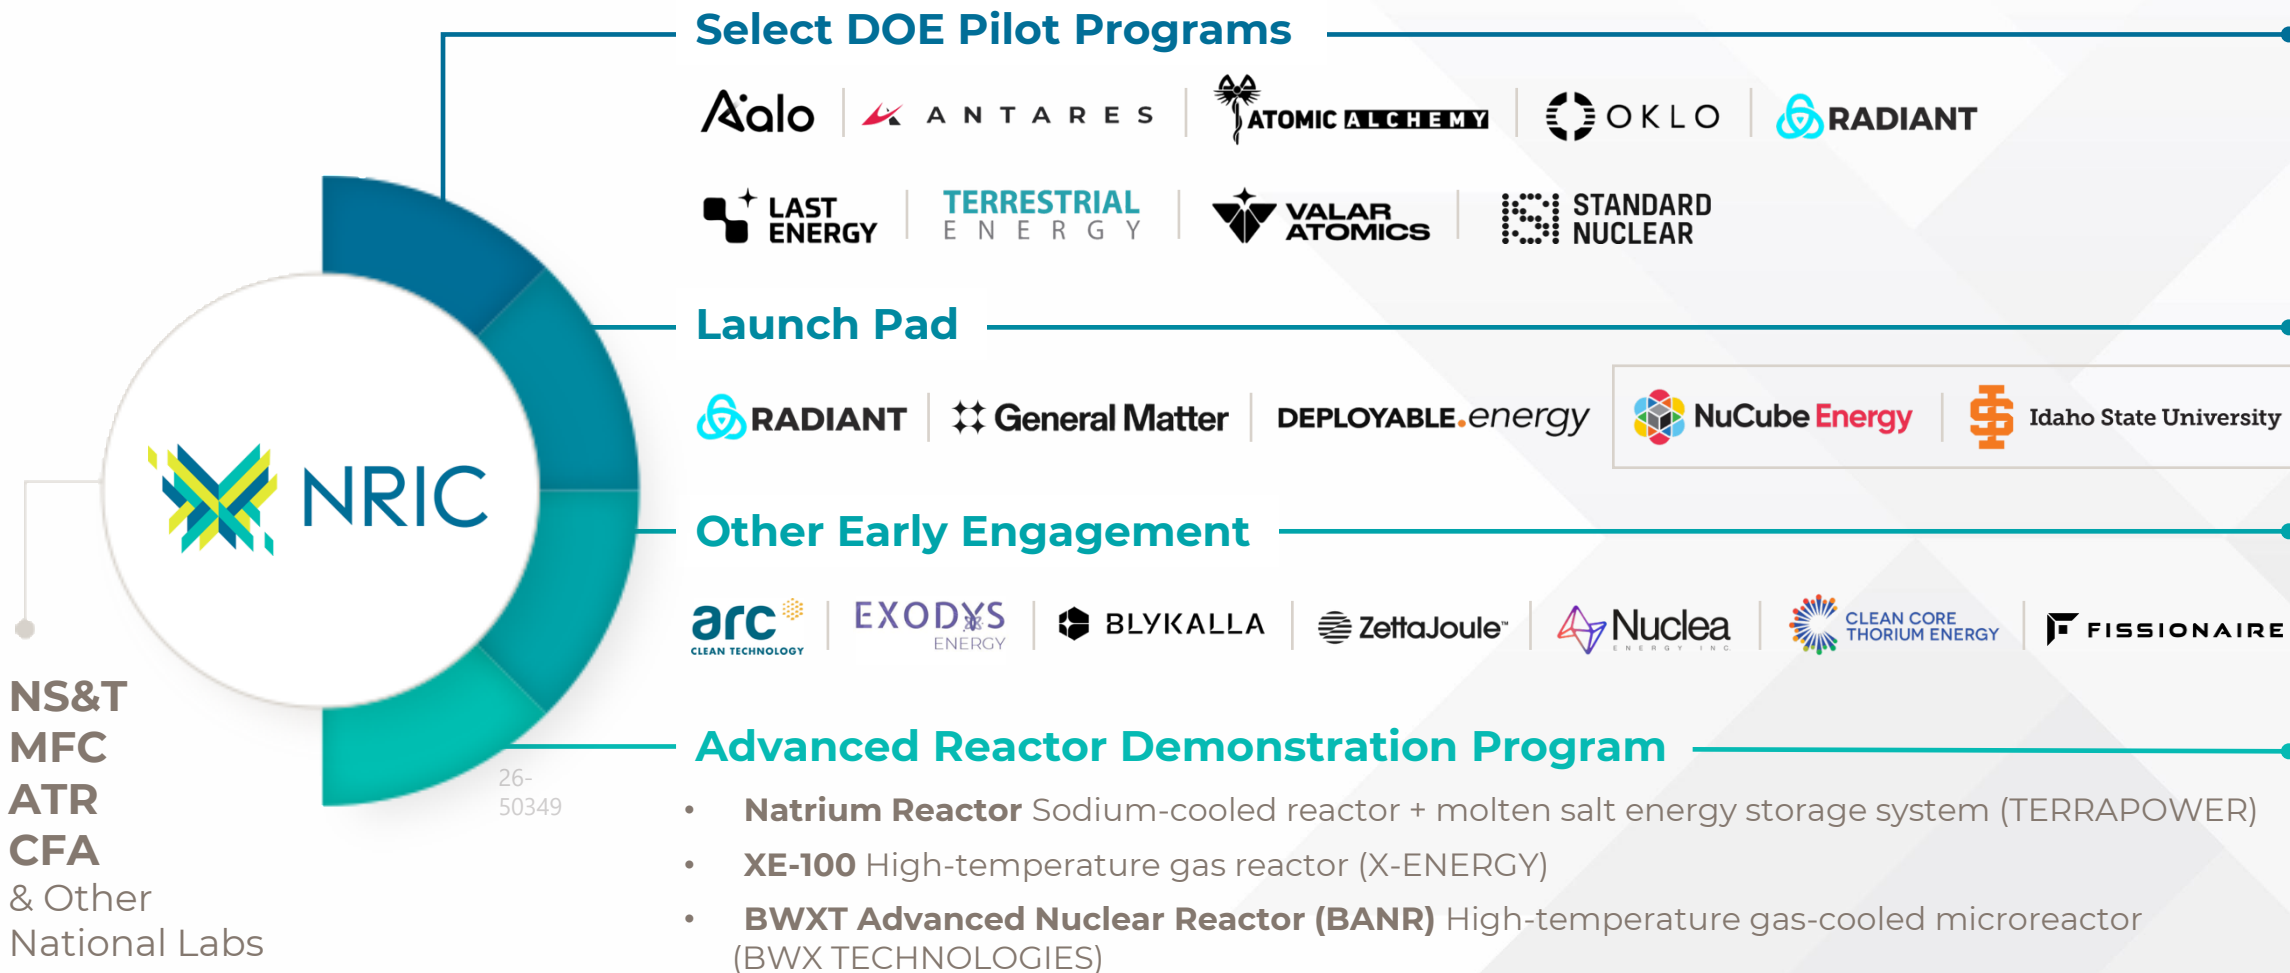 Select DOE Pilot Programs
Aalo
ANTARES
ATOMIC ALCHEMY
OKLO
RADIANT
LAST
ENERGY
TERRESTRIAL
ENERGY
VALAR
ATOMICS
STANDARD
NUCLEAR
Launch Pad
RADIANT
General Matter
DEPLOYABLE.energy
NuCube Energy
Idaho State University
NRIC
Other Early Engagement
arc
CLEAN TECHNOLOGY
EXODYS
ENERGY
BLYKALLA
ZettaJoule™
Nuclea
ENERGY INC.
CLEAN CORE
THORIUM ENERGY
FISSIONAIRE
NS&T
MFC
ATR
CFA
& Other
National Labs
26-
50349
Advanced Reactor Demonstration Program
• Natrium Reactor Sodium-cooled reactor + molten salt energy storage system (TERRAPOWER)
• XE-100 High-temperature gas reactor (X-ENERGY)
• BWXT Advanced Nuclear Reactor (BANR) High-temperature gas-cooled microreactor
(BWX TECHNOLOGIES)